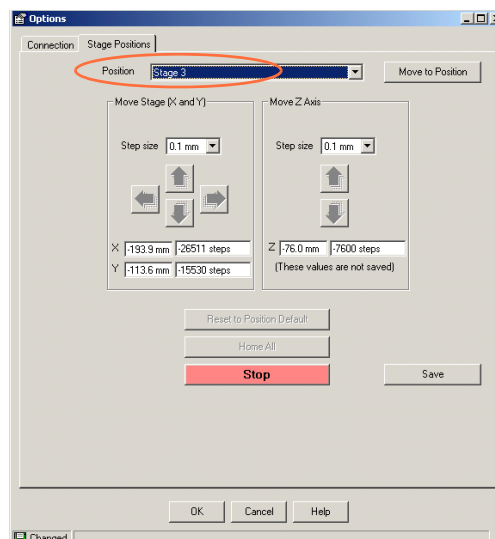 Options
Connection Stage Positions
Position Stage 3 Move to Position
Move Stage (X and Y) Move Z Axis
Step size 0.1 mm Step size 0.1 mm
X -193.9 mm -26511 steps Z -76.0 mm -7600 steps
Y -113.6 mm -15530 steps (These values are not saved)
Reset to Position Default
Home All
Stop Save
OK Cancel Help
Changed